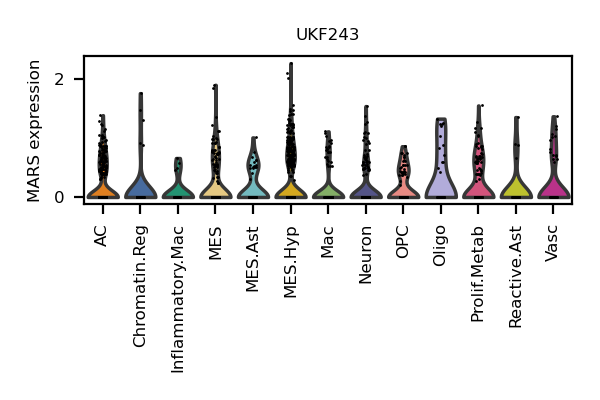 UKF243
MARS expression
2
0
AC
Chromatin.Reg
Inflammatory.Mac
MES
MES.Ast
MES.Hyp
Mac
Neuron
OPC
Oligo
Prolif.Metab
Reactive.Ast
Vasc